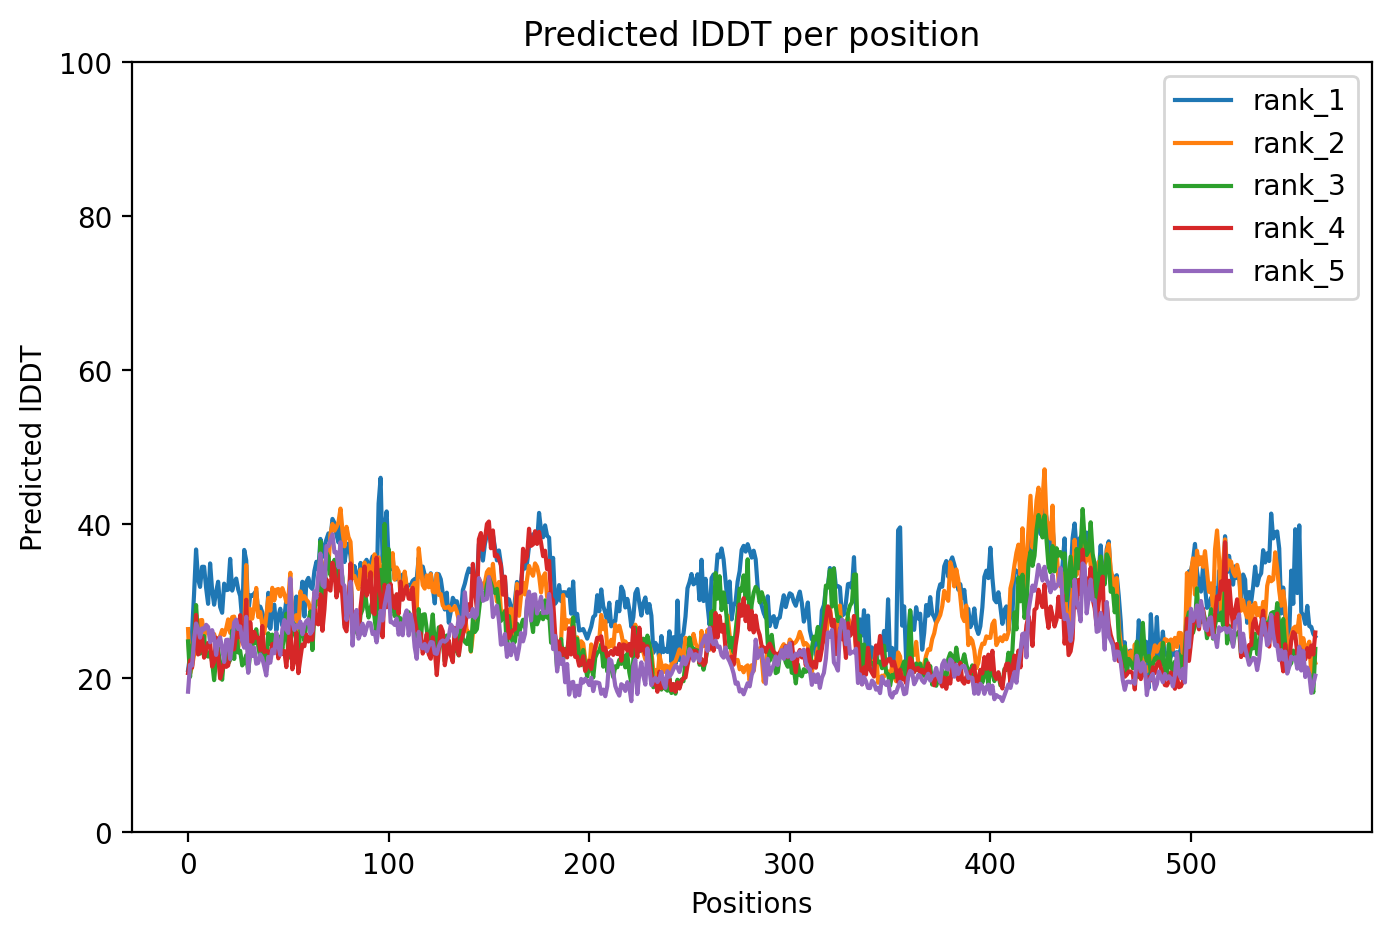 Predicted lDDT per position
100
80
60
40
20
0
Predicted lDDT
0 100 200 300 400 500
Positions
rank_1
rank_2
rank_3
rank_4
rank_5